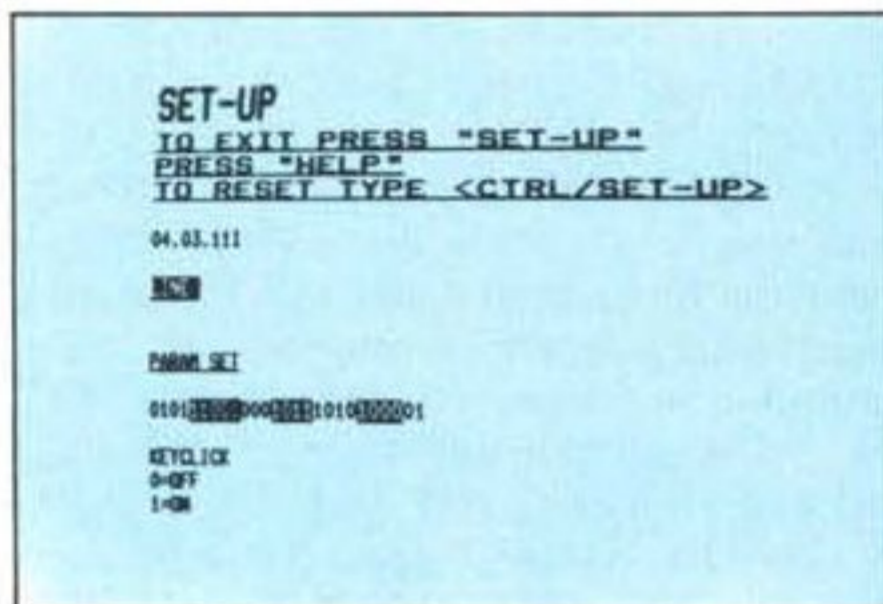 SET-UP
TO EXIT PRESS "SET-UP"
PRESS "HELP"
TO RESET TYPE <CTRL/SET-UP>
04.03.11I
PARAM SET
KEYCLICK
0=OFF
1=ON